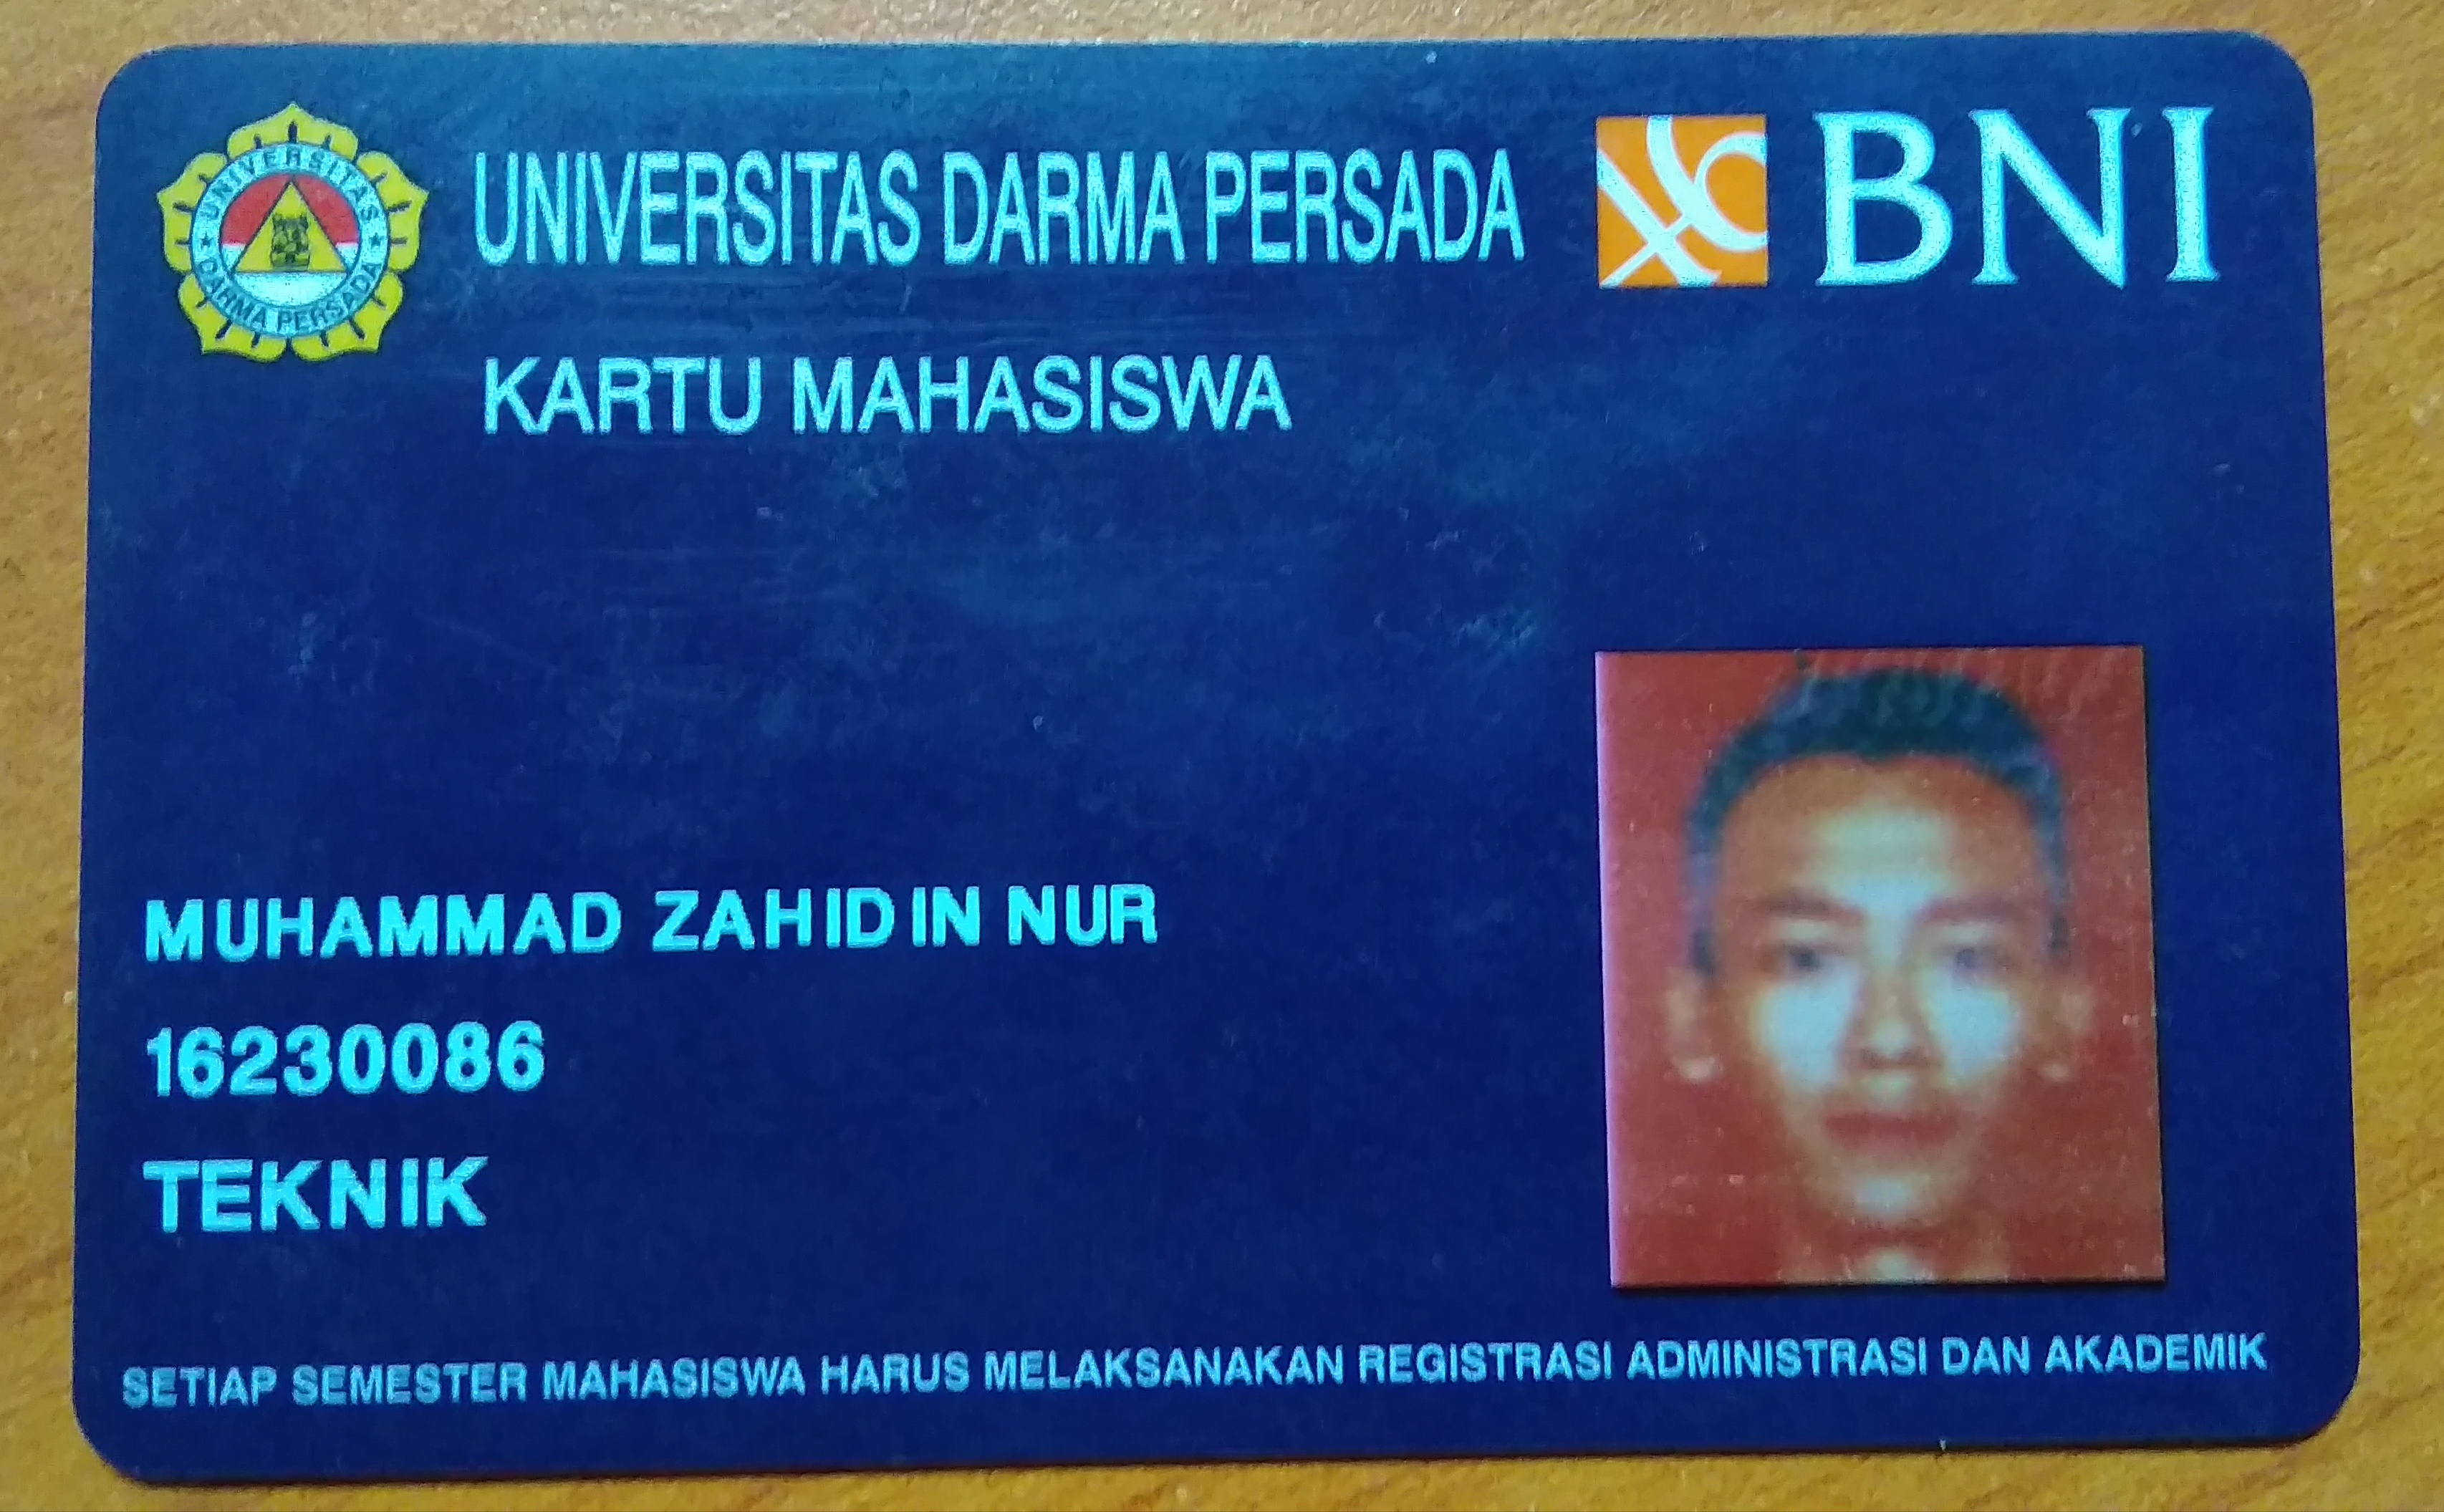 UNIVERSITAS DARMA PERSADA
UNIVERSITAS DARMA PERSADA
BNI
KARTU MAHASISWA
MUHAMMAD ZAHIDIN NUR
16230086
TEKNIK
SETIAP SEMESTER MAHASISWA HARUS MELAKSANAKAN REGISTRASI ADMINISTRASI DAN AKADEMIK